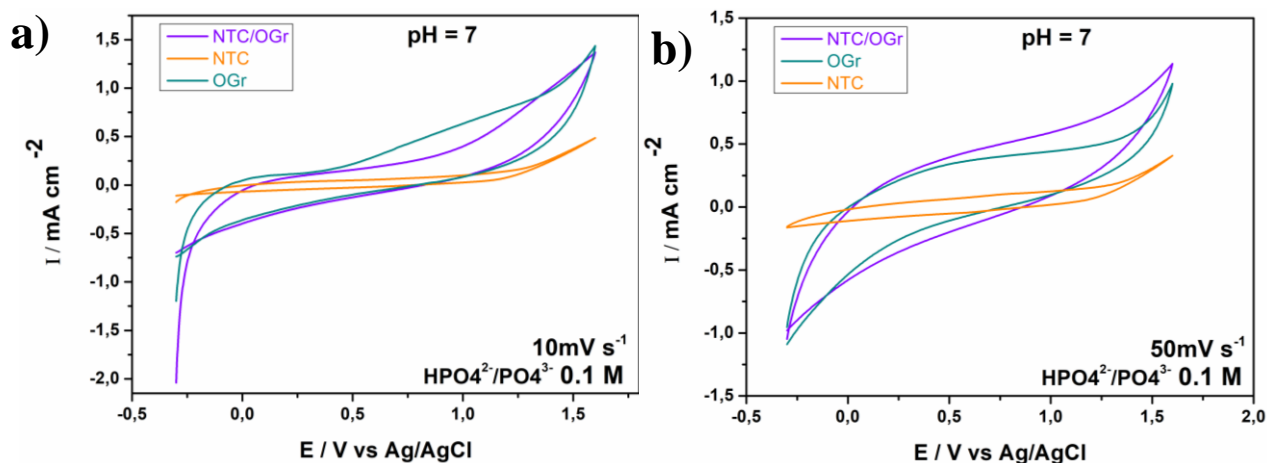 a)
NTC/OGr
NTC
OGr
pH = 7
1,5
1,0
0,5
0,0
-0,5
-1,0
-1,5
-2,0
I / mA cm⁻²
10mV s⁻¹
HPO4²⁻/PO4³⁻ 0.1 M
-0,5
0,0
0,5
1,0
1,5
E / V vs Ag/AgCl
b)
NTC/OGr
OGr
NTC
pH = 7
1.5
1.0
0.5
0.0
-0.5
-1.0
-1.5
I / mA cm⁻²
50mV s⁻¹
HPO4²⁻/PO4³⁻ 0.1 M
-0,5
0,0
0,5
1,0
1,5
2,0
E / V vs Ag/AgCl